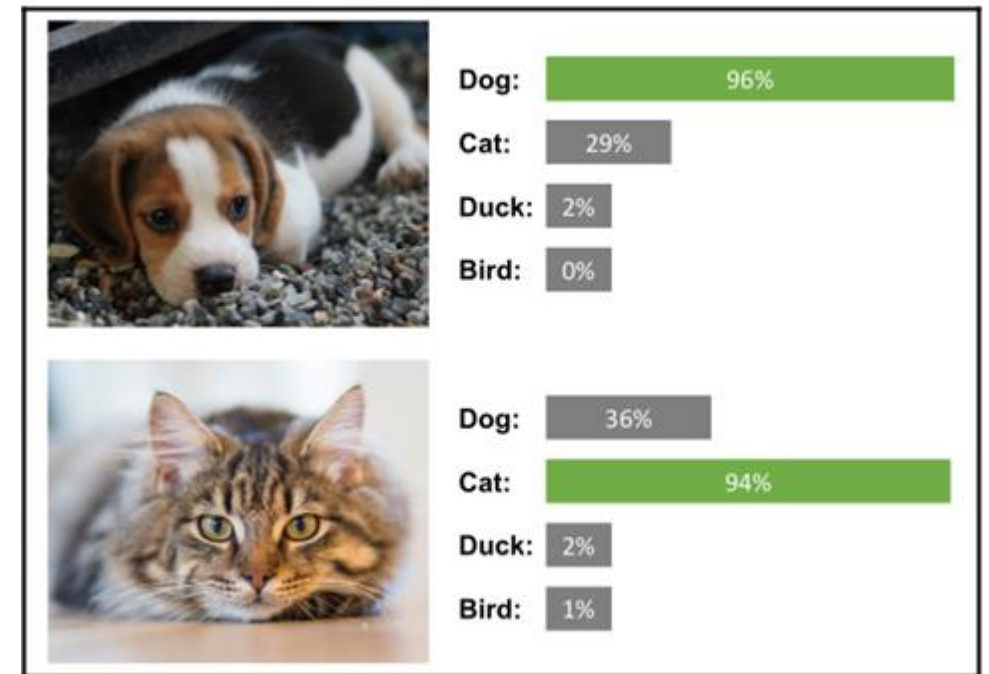 Dog: 96%
Cat: 29%
Duck: 2%
Bird: 0%
Dog: 36%
Cat: 94%
Duck: 2%
Bird: 1%